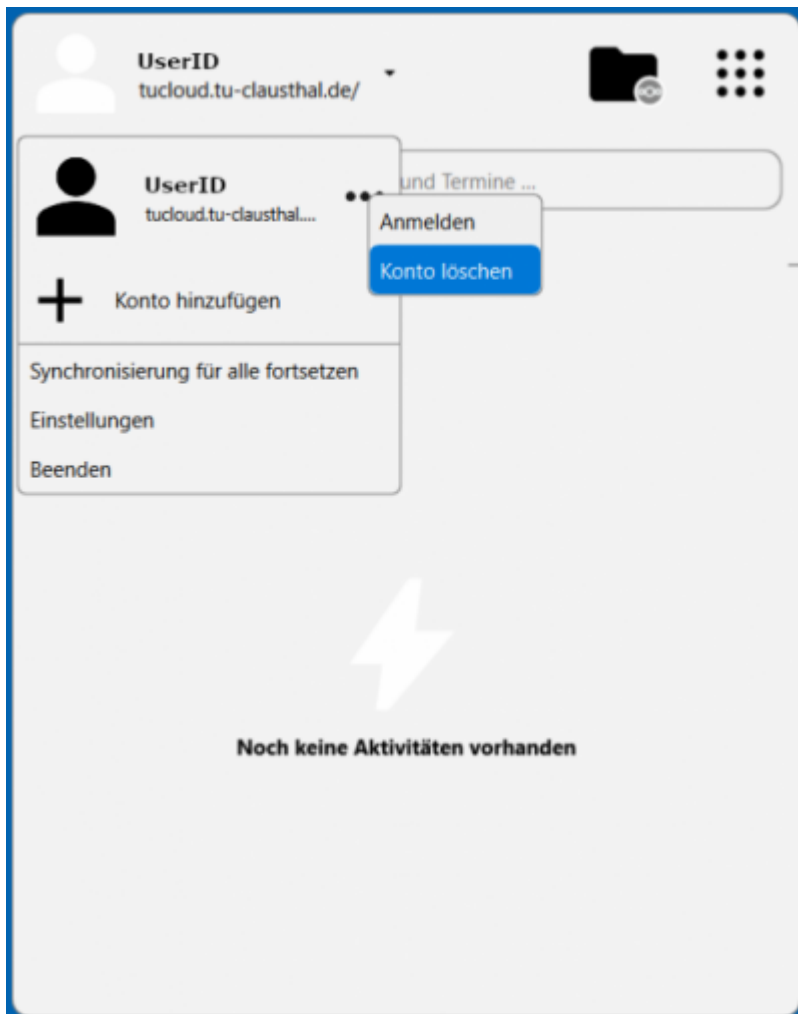 UserID
tucloud.tu-clausthal.de/
UserID
tucloud.tu-clausthal....
und Termine ...
Anmelden
Konto löschen
Konto hinzufügen
Synchronisierung für alle fortsetzen
Einstellungen
Beenden
Noch keine Aktivitäten vorhanden